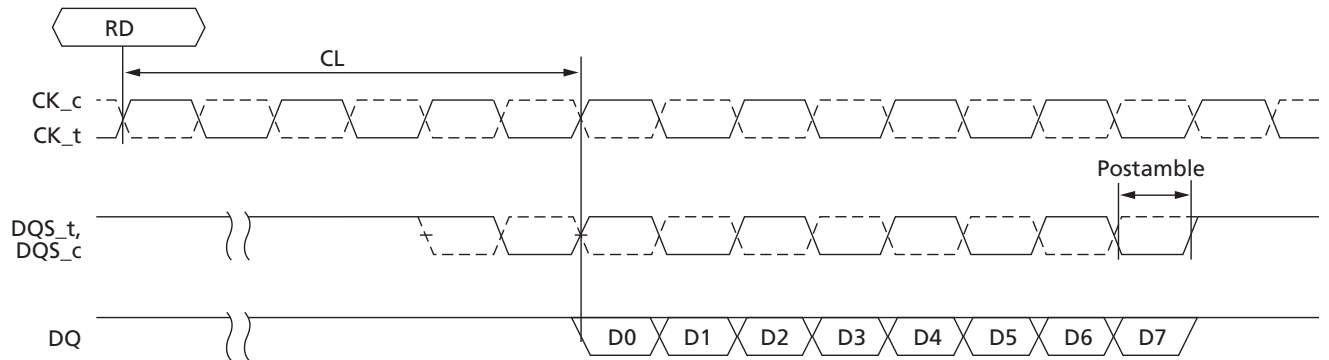 RD
CL
CK_c
CK_t
Postamble
DQS_t,
DQS_c
DQ D0 D1 D2 D3 D4 D5 D6 D7